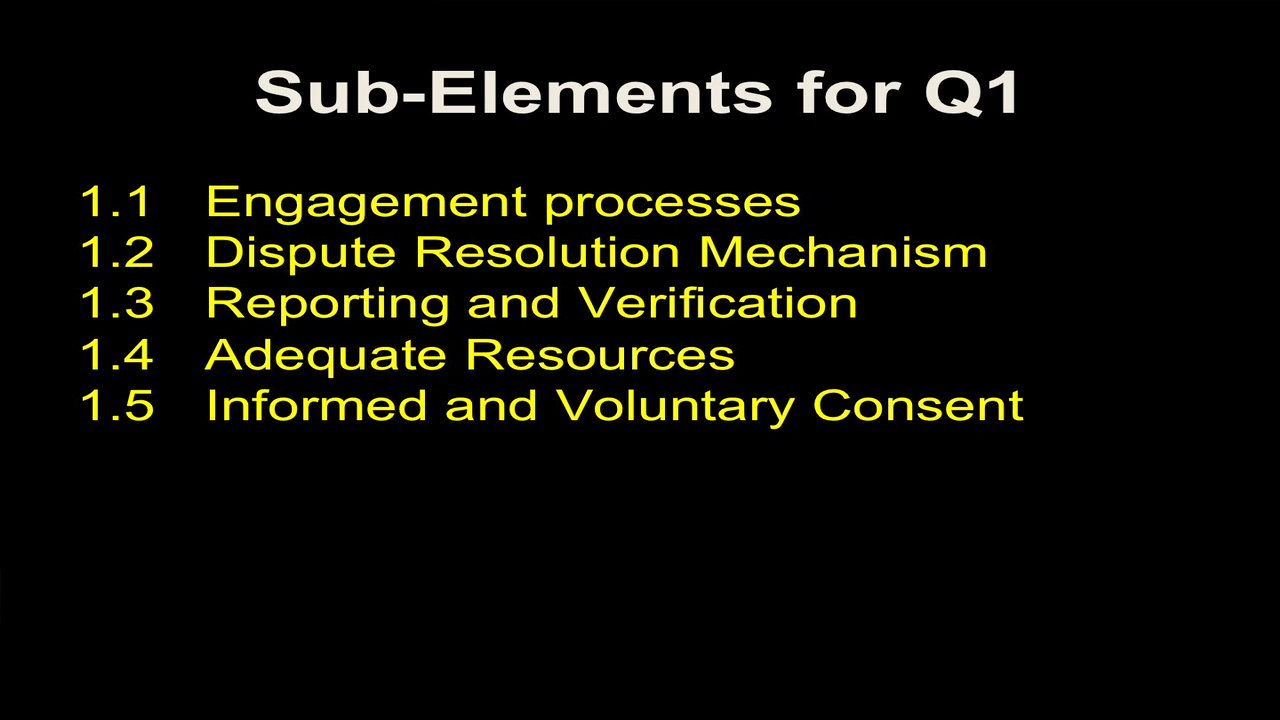 Sub-Elements for Q1
1.1 Engagement processes
1.2 Dispute Resolution Mechanism
1.3 Reporting and Verification
1.4 Adequate Resources
1.5 Informed and Voluntary Consent